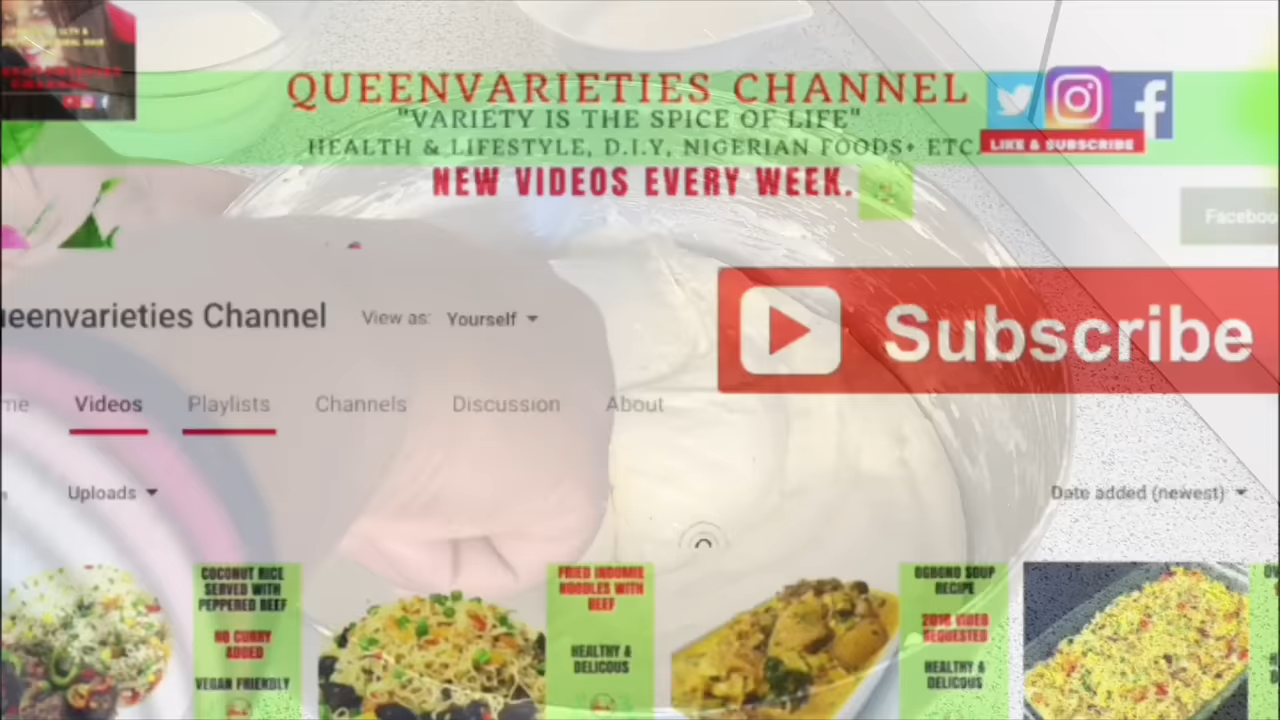 QUEENVARIETIES CHANNEL
"VARIETY IS THE SPICE OF LIFE"
HEALTH & LIFESTYLE, D.I.Y, NIGERIAN FOODS+ ETC.
LIKE & SUBSCRIBE
NEW VIDEOS EVERY WEEK.
Faceboo
Subscribe
ueenvarieties Channel
View as: Yourself
me Videos Playlists Channels Discussion About
Uploads
Date added (newest)
COCONUT RICE
SERVED WITH
PEPPERED BEEF
NO CURRY
ADDED
VEGAN FRIENDLY
FRIED INDOMIE
NOODLES WITH
BEEF
HEALTHY &
DELICOUS
OGBONO SOUP
RECIPE
2016 VIDEO
REQUESTED
HEALTHY &
DELICOUS